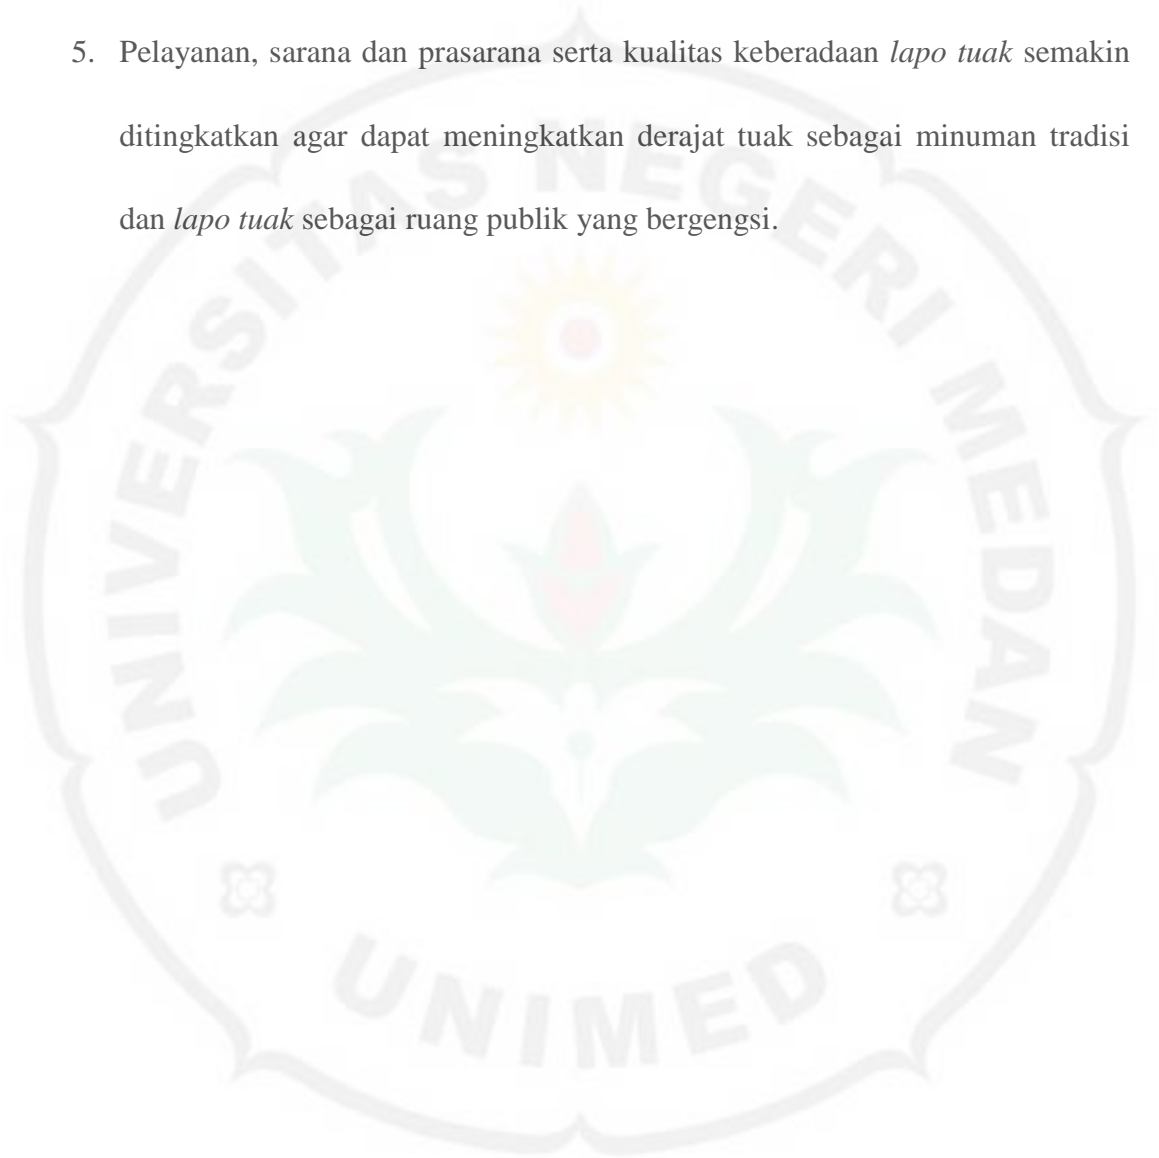 5. Pelayanan, sarana dan prasarana serta kualitas keberadaan lapo tuak semakin
ditingkatkan agar dapat meningkatkan derajat tuak sebagai minuman tradisi
dan lapo tuak sebagai ruang publik yang bergengsi.
UNIVERSITAS NEGERI MEDAN
UNIMED